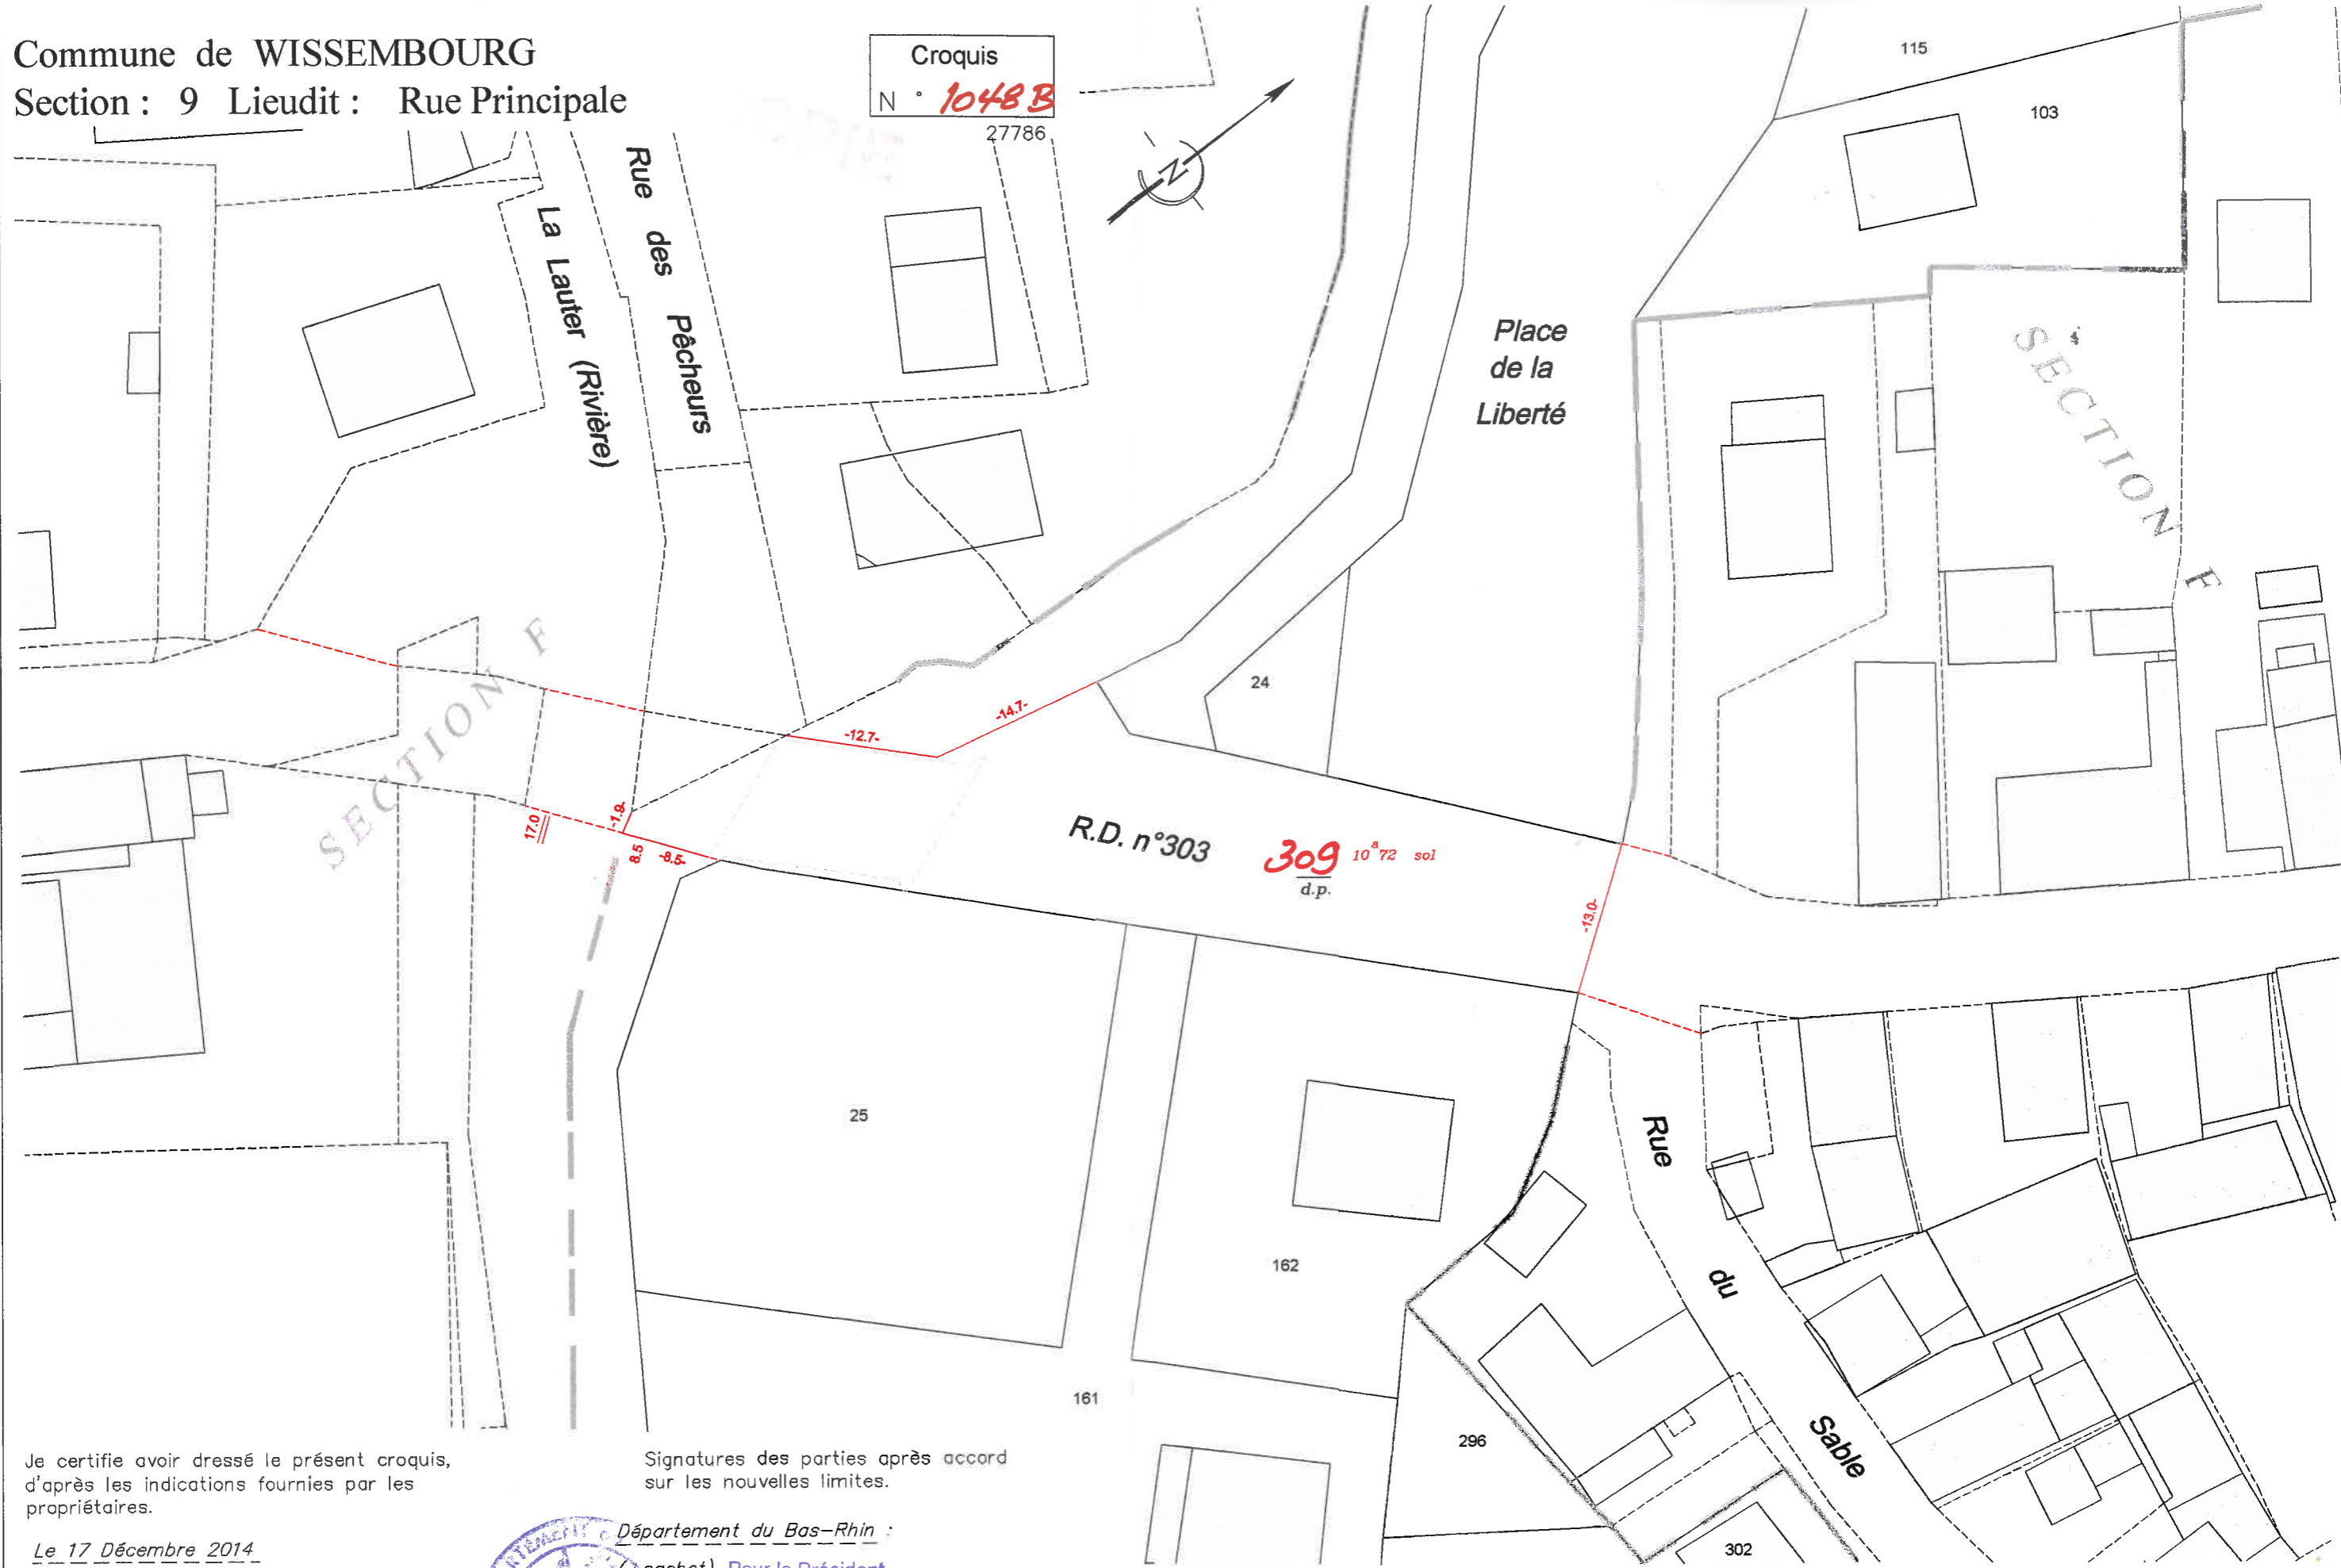 Commune de WISSEMBOURG
Section : 9 Lieudit : Rue Principale
Croquis
N ° 1048 B
27786
N
115
103
La Lauter (Rivière)
Rue des Pêcheurs
Place
de la
Liberté
SECTION F
SECTION F
24
-12.7-
-14.7-
17.0
-1.9-
8.5
-8.5-
R.D. n°303
309 10ᵃ72 sol
d.p.
-13.0-
25
162
161
296
302
Rue du Sable
Je certifie avoir dressé le présent croquis,
d'après les indications fournies par les
propriétaires.
Le 17 Décembre 2014
Signatures des parties après accord
sur les nouvelles limites.
Département du Bas-Rhin :
Pour le Président